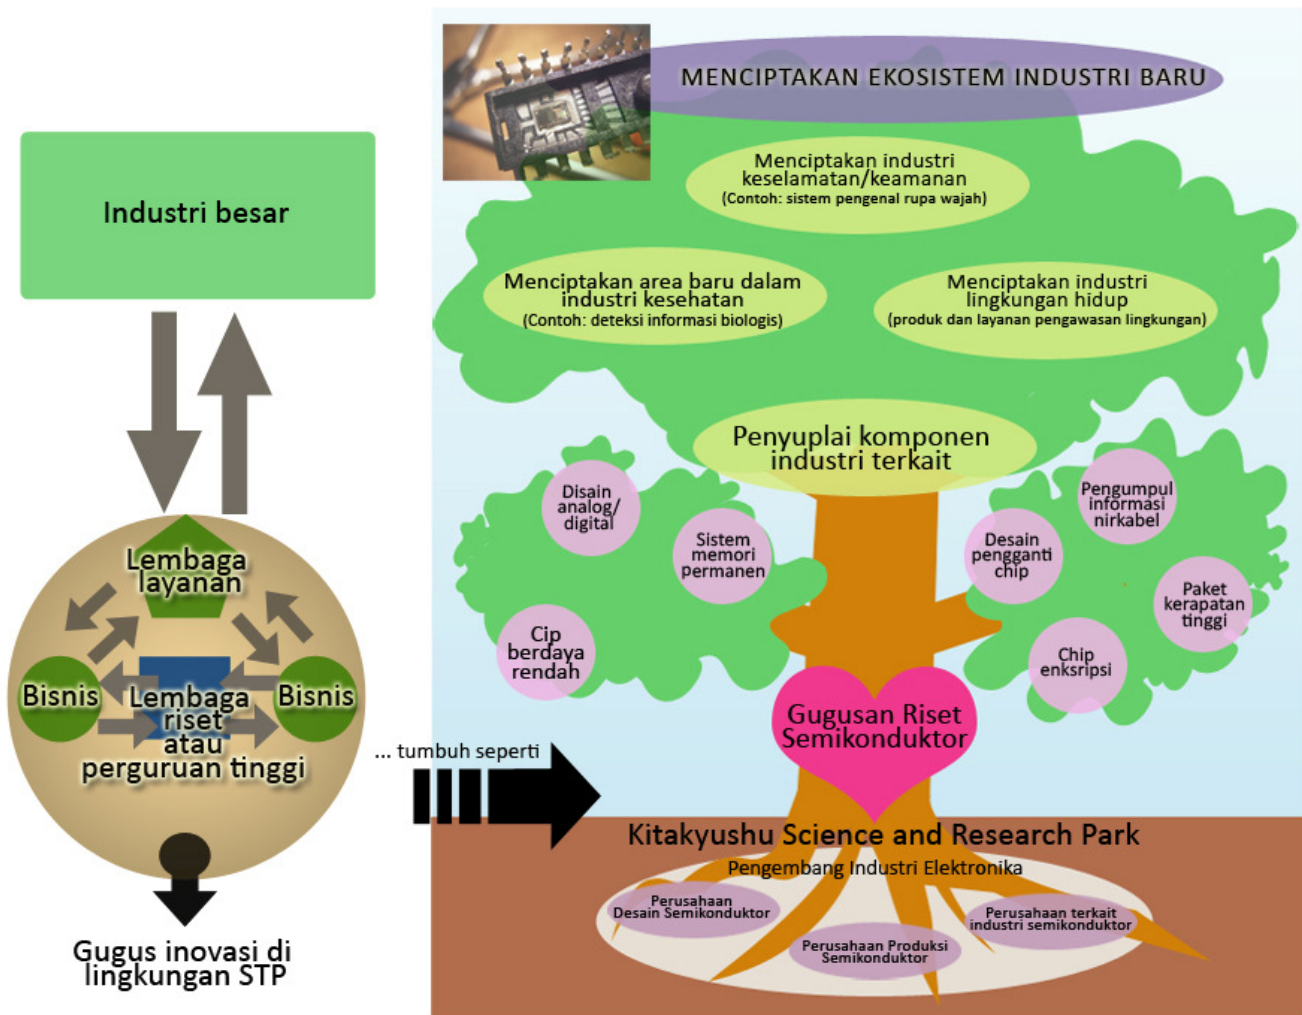 MENCIPTAKAN EKOSISTEM INDUSTRI BARU
Industri besar
Menciptakan industri
keselamatan/keamanan
(Contoh: sistem pengenal rupa wajah)
Menciptakan area baru dalam
industri kesehatan
(Contoh: deteksi informasi biologis)
Menciptakan industri
lingkungan hidup
(produk dan layanan pengawasan lingkungan)
Penyuplai komponen
industri terkait
Disain
analog/
digital
Sistem
memori
permanen
Cip
berdaya
rendah
Desain
pengganti
chip
Pengumpul
informasi
nirkabel
Paket
kerapatan
tinggi
Chip
enksripsi
Lembaga
layanan
Bisnis
Lembaga
riset
atau
perguruan tinggi
Bisnis
Gugus inovasi di
lingkungan STP
... tumbuh seperti
Gugusan Riset
Semikonduktor
Kitakyushu Science and Research Park
Pengembang Industri Elektronika
Perusahaan
Desain Semikonduktor
Perusahaan Produksi
Semikonduktor
Perusahaan terkait
industri semikonduktor